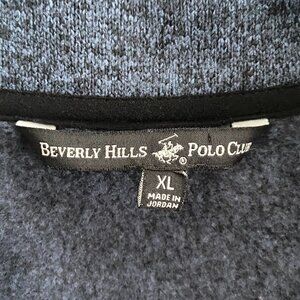 BEVERLY HILLS ® POLO CLUB
XL
MADE IN
JORDAN